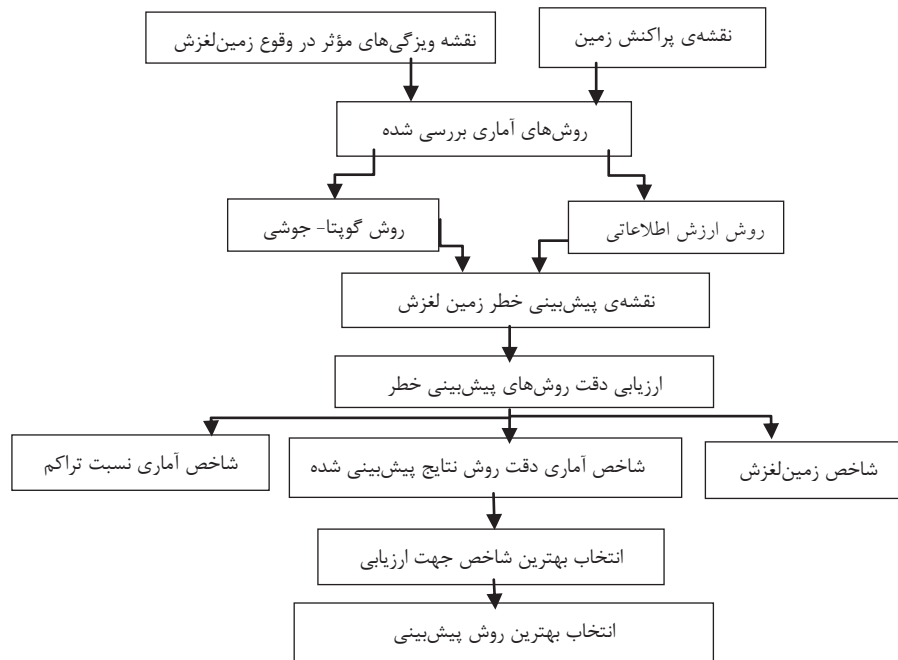 نقشه‌ی پراکنش زمین
نقشه ویزگی‌های مؤثر در وقوع زمین‌لغزش
روش‌های آماری بررسی شده
روش ارزش اطلاعاتی
روش گوپتا- جوشی
نقشه‌ی پیش‌بینی خطر زمین لغزش
ارزیابی دقت روش‌های پیش‌بینی خطر
شاخص زمین‌لغزش
شاخص آماری دقت روش نتایج پیش‌بینی شده
شاخص آماری نسبت تراکم
انتخاب بهترین شاخص جهت ارزیابی
انتخاب بهترین روش پیش‌بینی